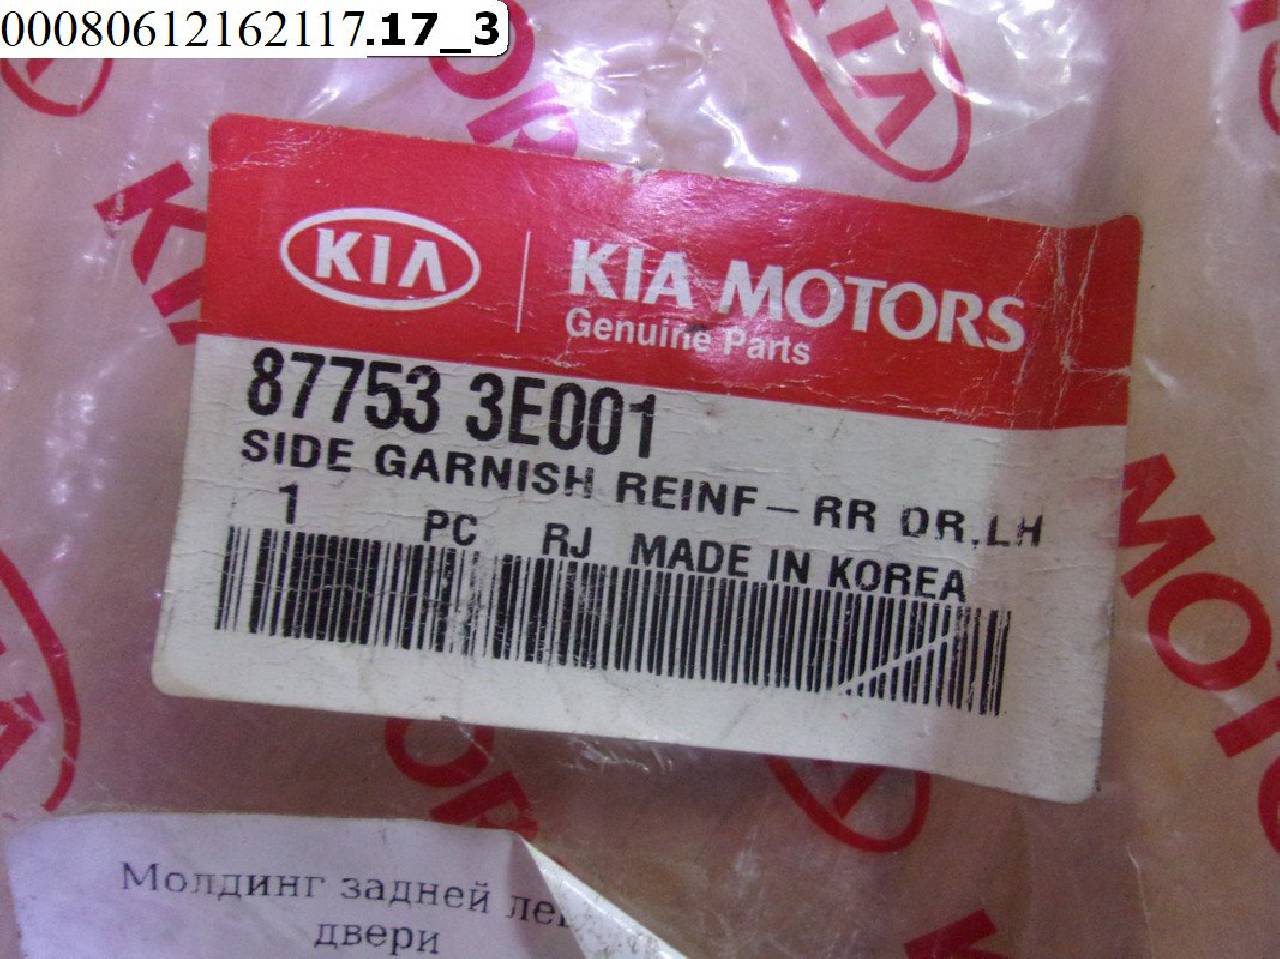 00080612162117.17_3
KIA
KIA MOTORS
Genuine Parts
87753 3E001
SIDE GARNISH REINF-RR DR,LH
1 PC RJ MADE IN KOREA
Молдинг задней
двери